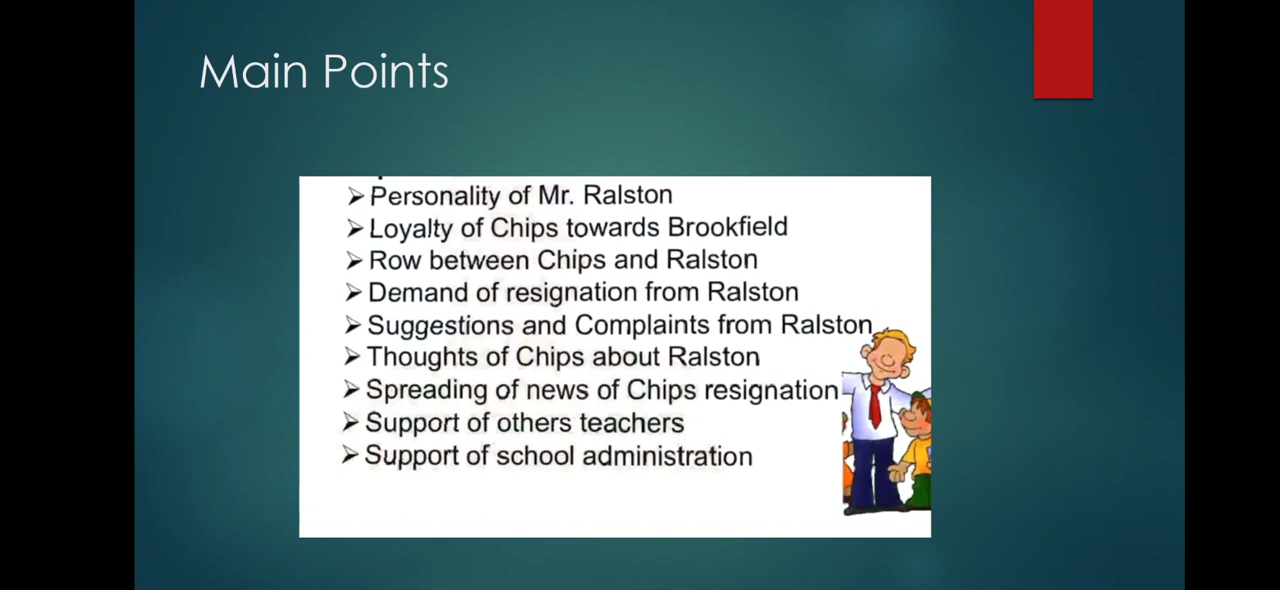 Main Points
➢ Personality of Mr. Ralston
➢ Loyalty of Chips towards Brookfield
➢ Row between Chips and Ralston
➢ Demand of resignation from Ralston
➢ Suggestions and Complaints from Ralston
➢ Thoughts of Chips about Ralston
➢ Spreading of news of Chips resignation
➢ Support of others teachers
➢ Support of school administration